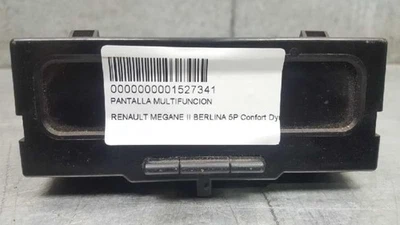 0000000001527341
PANTALLA MULTIFUNCION
RENAULT MEGANE II BERLINA 5P Confort Dy